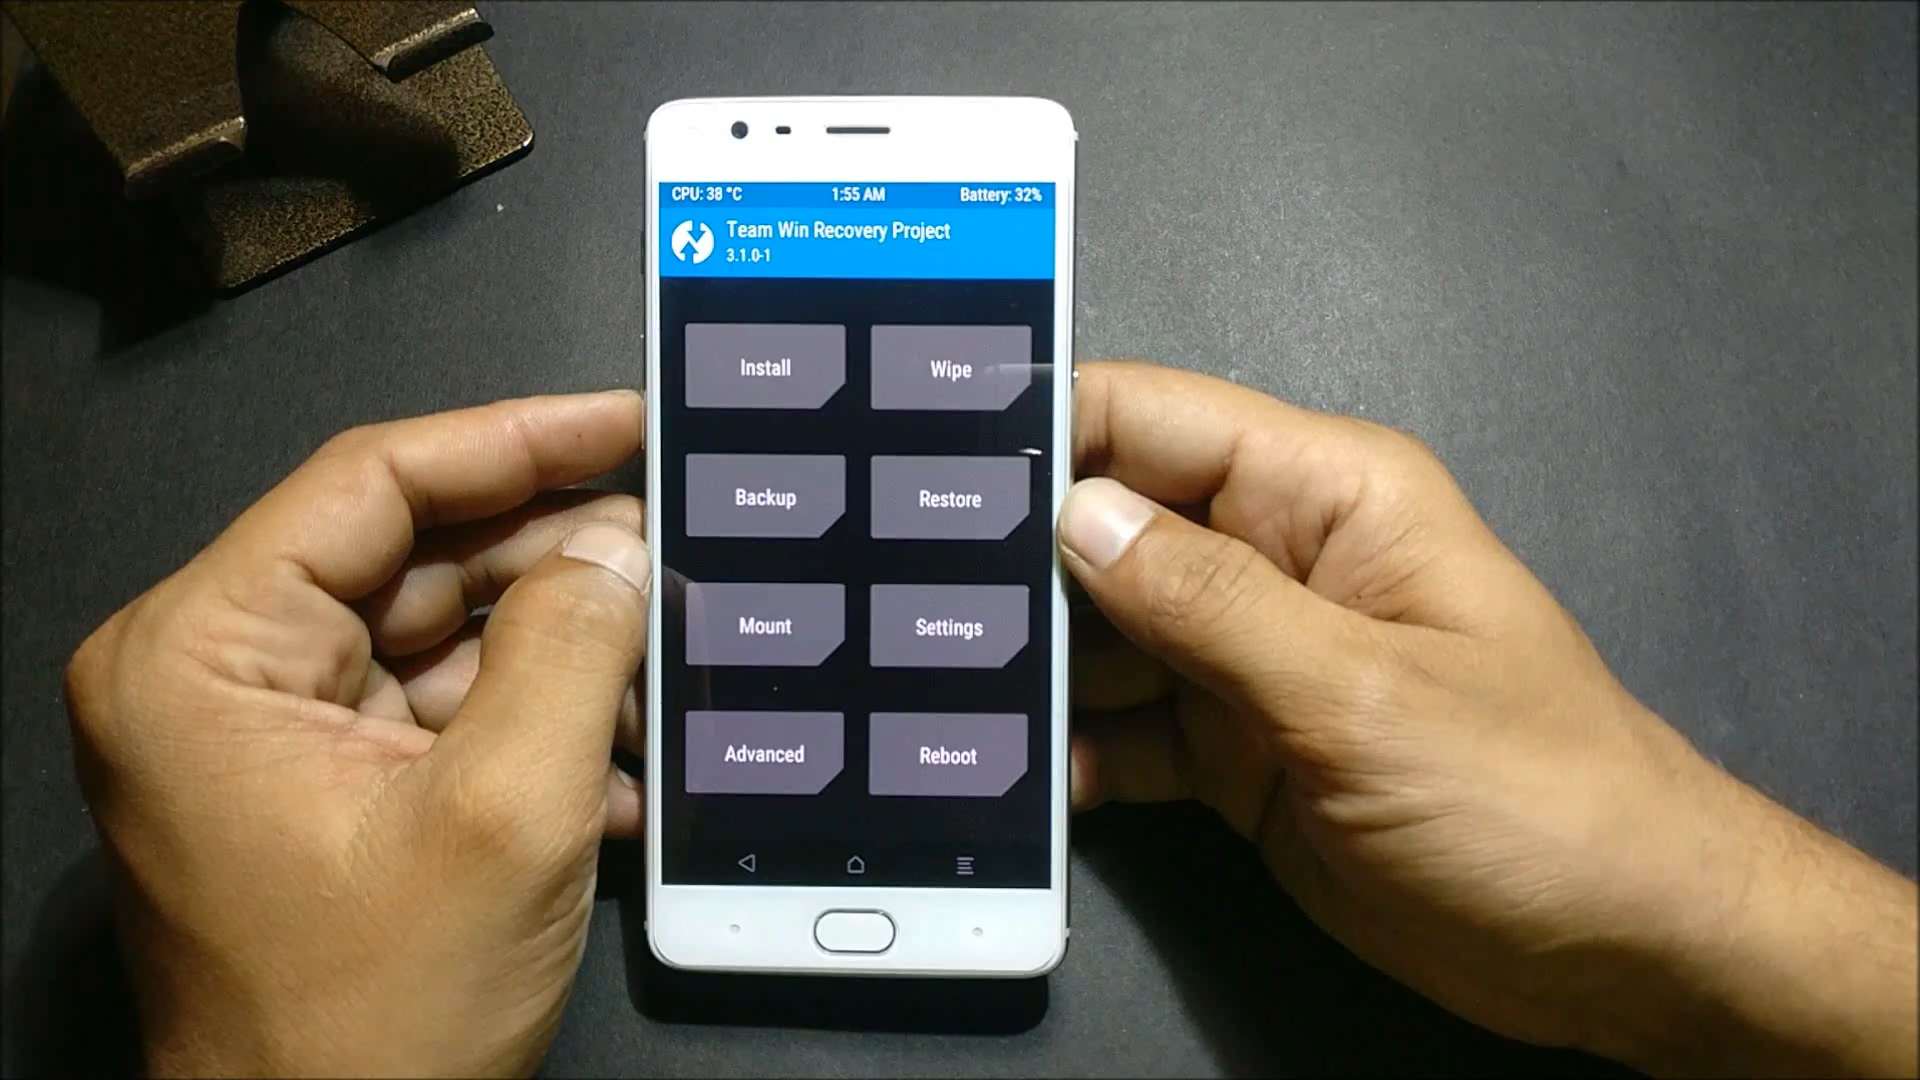 CPU: 38 °C 1:55 AM Battery: 32%
Team Win Recovery Project
3.1.0-1
Install Wipe
Backup Restore
Mount Settings
Advanced Reboot